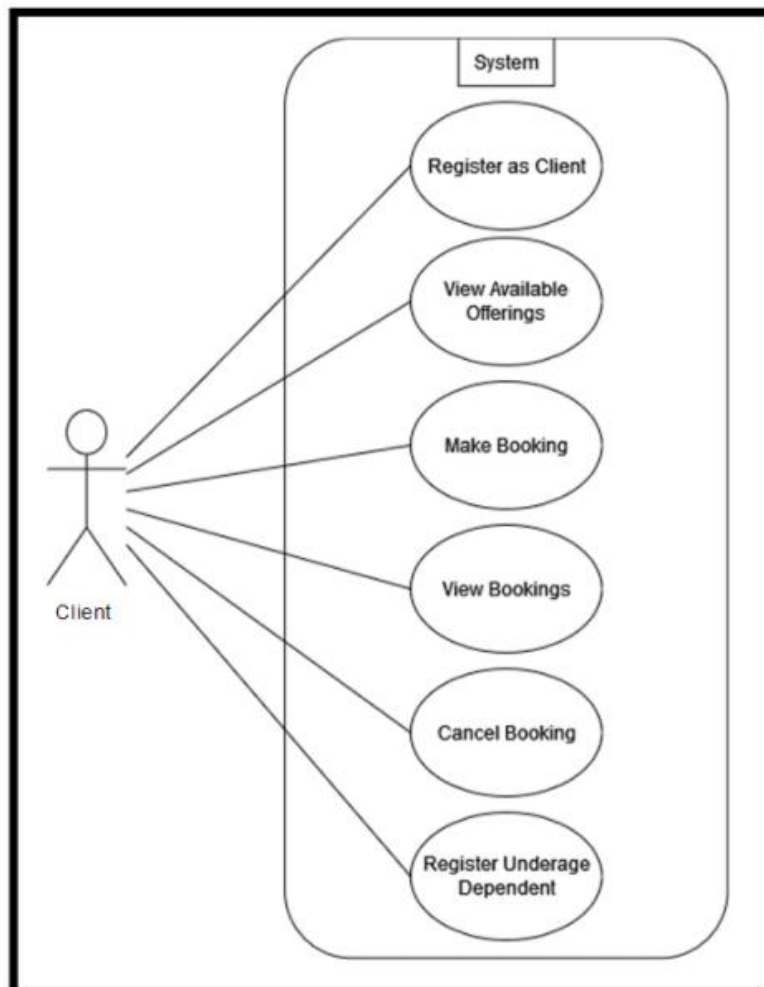 System
Register as Client
View Available
Offerings
Make Booking
View Bookings
Client
Cancel Booking
Register Underage
Dependent